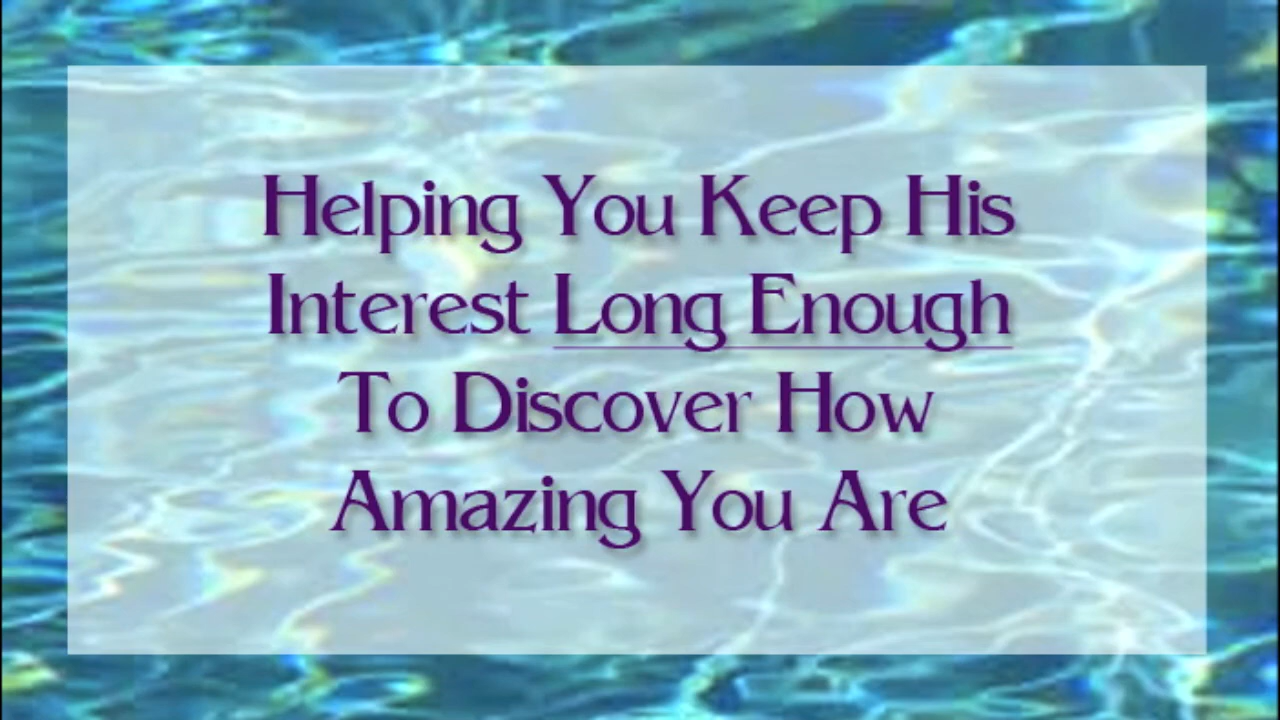 Helping You Keep His
Interest Long Enough
To Discover How
Amazing You Are